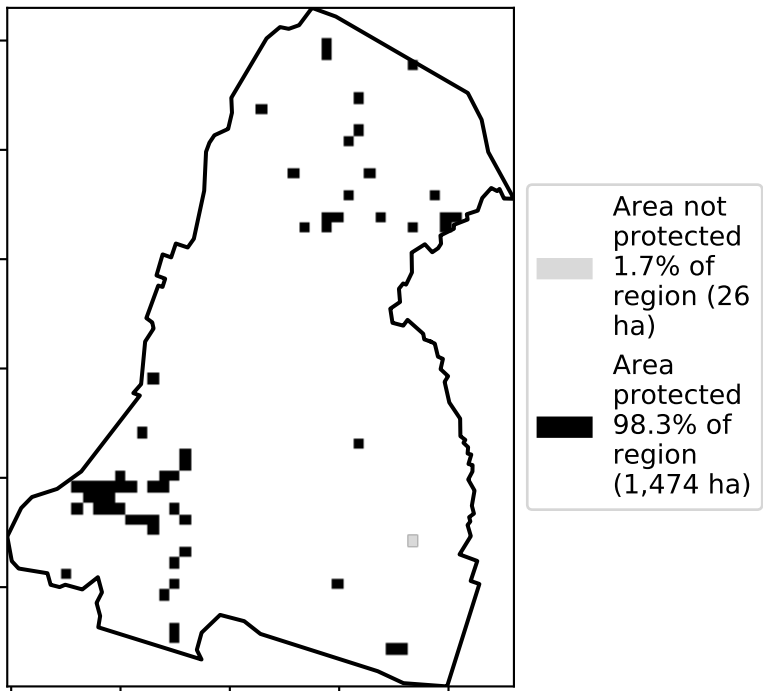 Area not
protected
1.7% of
region (26
ha)
Area
protected
98.3% of
region
(1,474 ha)